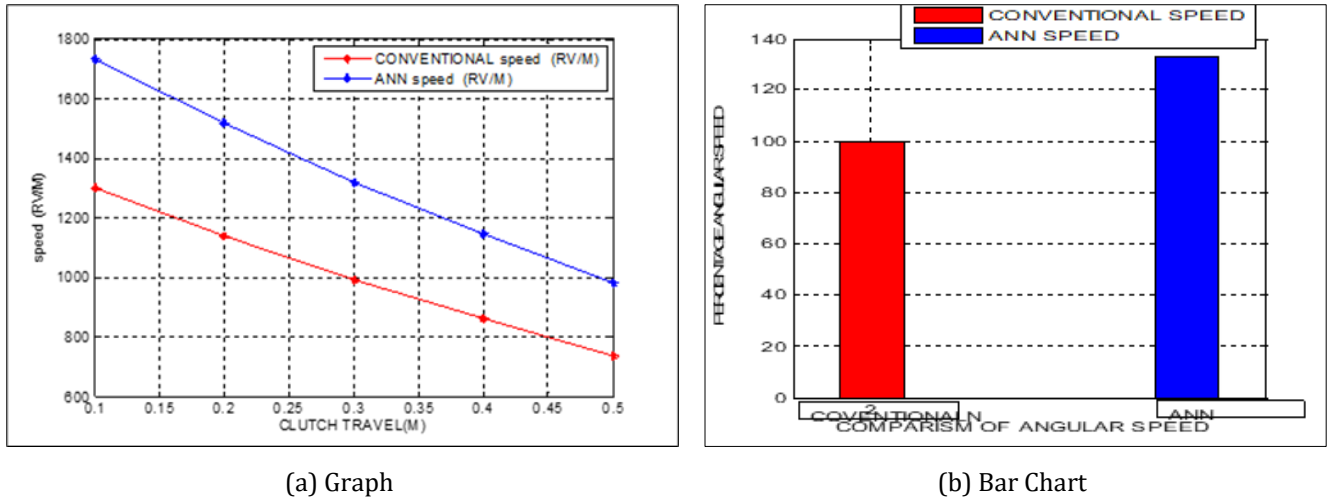 1800
1600
1400
1200
1000
800
600
speed (RV/M)
CONVENTIONAL speed (RV/M)
ANN speed (RV/M)
0.1 0.15 0.2 0.25 0.3 0.35 0.4 0.45 0.5
CLUTCH TRAVEL(M)
(a) Graph
CONVENTIONAL SPEED
ANN SPEED
140
120
100
80
60
40
20
0
PERCENTAGE ANGULAR SPEED
2
COVENTIONALN
ANN
COMPARISM OF ANGULAR SPEED
(b) Bar Chart